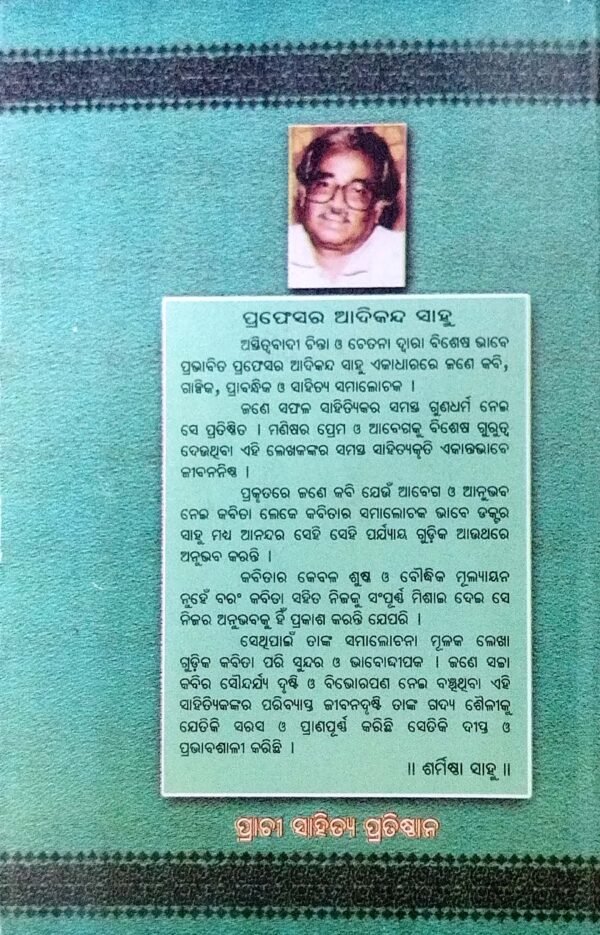 ପ୍ରଫେସର ଆଦିକନ୍ଦ ସାହୁ
ଅସ୍ତିତ୍ୱବାଦୀ ଚିନ୍ତା ଓ ଚେତନା ଦ୍ୱାରା ବିଶେଷ ଭାବେ
ପ୍ରଭାବିତ ପ୍ରଫେସର ଆଦିକନ୍ଦ ସାହୁ ଏକାଧାରରେ ଜଣେ କବି,
ଗାଳ୍ପିକ, ପ୍ରାବନ୍ଧିକ ଓ ସାହିତ୍ୟ ସମାଲୋଚକ ।
ଜଣେ ସଫଳ ସାହିତ୍ୟିକର ସମସ୍ତ ଗୁଣଧର୍ମ ନେଇ
ସେ ପ୍ରତିଷ୍ଠିତ । ମଣିଷର ପ୍ରେମ ଓ ଆବେଗକୁ ବିଶେଷ ଗୁରୁତ୍ୱ
ଦେଉଥିବା ଏହି ଲେଖକଙ୍କର ସମସ୍ତ ସାହିତ୍ୟକୃତି ଏକାନ୍ତଭାବେ
ଜୀବନନିଷ୍ଠ ।
ପ୍ରକୃତରେ ଜଣେ କବି ଯେଉଁ ଆବେଗ ଓ ଆନୁଭବ
ନେଇ କବିତା ଲେଜେ କବିତାର ସମାଲୋଚକ ଭାବେ ଡକ୍ଟର
ସାହୁ ମଧ୍ୟ ଆନନ୍ଦର ସେହି ସେହି ପର୍ଯ୍ୟାୟ ଗୁଡ଼ିକ ଆଉଥରେ
ଅନୁଭବ କରନ୍ତି ।
କବିତାର କେବଳ ଶୁଷ୍କ ଓ ବୌଦ୍ଧିକ ମୂଲ୍ୟାୟନ
ନୁହେଁ ବରଂ କବିତା ସହିତ ନିଜକୁ ସଂପୂର୍ଣ୍ଣ ମିଶାଇ ଦେଇ ସେ
ନିଜର ଅନୁଭବକୁ ହିଁ ପ୍ରକାଶ କରନ୍ତି ଯେପରି ।
ସେଥିପାଇଁ ତାଙ୍କ ସମାଲୋଚନା ମୂଳକ ଲେଖା
ଗୁଡ଼ିକ କବିତା ପରି ସୁନ୍ଦର ଓ ଭାବୋଦ୍ଦୀପକ । ଜଣେ ସଚ୍ଚା
କବିର ସୌନ୍ଦର୍ଯ୍ୟ ଦୃଷ୍ଟି ଓ ବିଭୋରପଣ ନେଇ ବଞ୍ଚୁଥିବା ଏହି
ସାହିତ୍ୟିକଙ୍କର ପରିବ୍ୟାପ୍ତ ଜୀବନଦୃଷ୍ଟି ତାଙ୍କ ଗଦ୍ୟ ଶୈଳୀକୁ
ଯେତିକି ସରସ ଓ ପ୍ରାଣପୂର୍ଣ୍ଣ କରିଛି ସେତିକି ଦୀପ୍ତ ଓ
ପ୍ରଭାବଶାଳୀ କରିଛି ।
॥ ଶର୍ମିଷ୍ଠା ସାହୁ ॥
ପ୍ରାଚୀ ସାହିତ୍ୟ ପ୍ରତିଷ୍ଠାନ